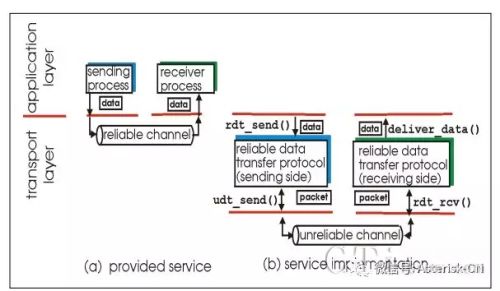 application
layer
transport
layer
sending
process
receiver
process
data
data
reliable channel
(a) provided service
rdt_send()
data
data
deliver_data()
reliable data
transfer protocol
(sending side)
reliable data
transfer protocol
(receiving side)
udt_send()
packet
packet
rdt_rcv()
unreliable channel
(b) service implementation
微信号: Asterisk-CN